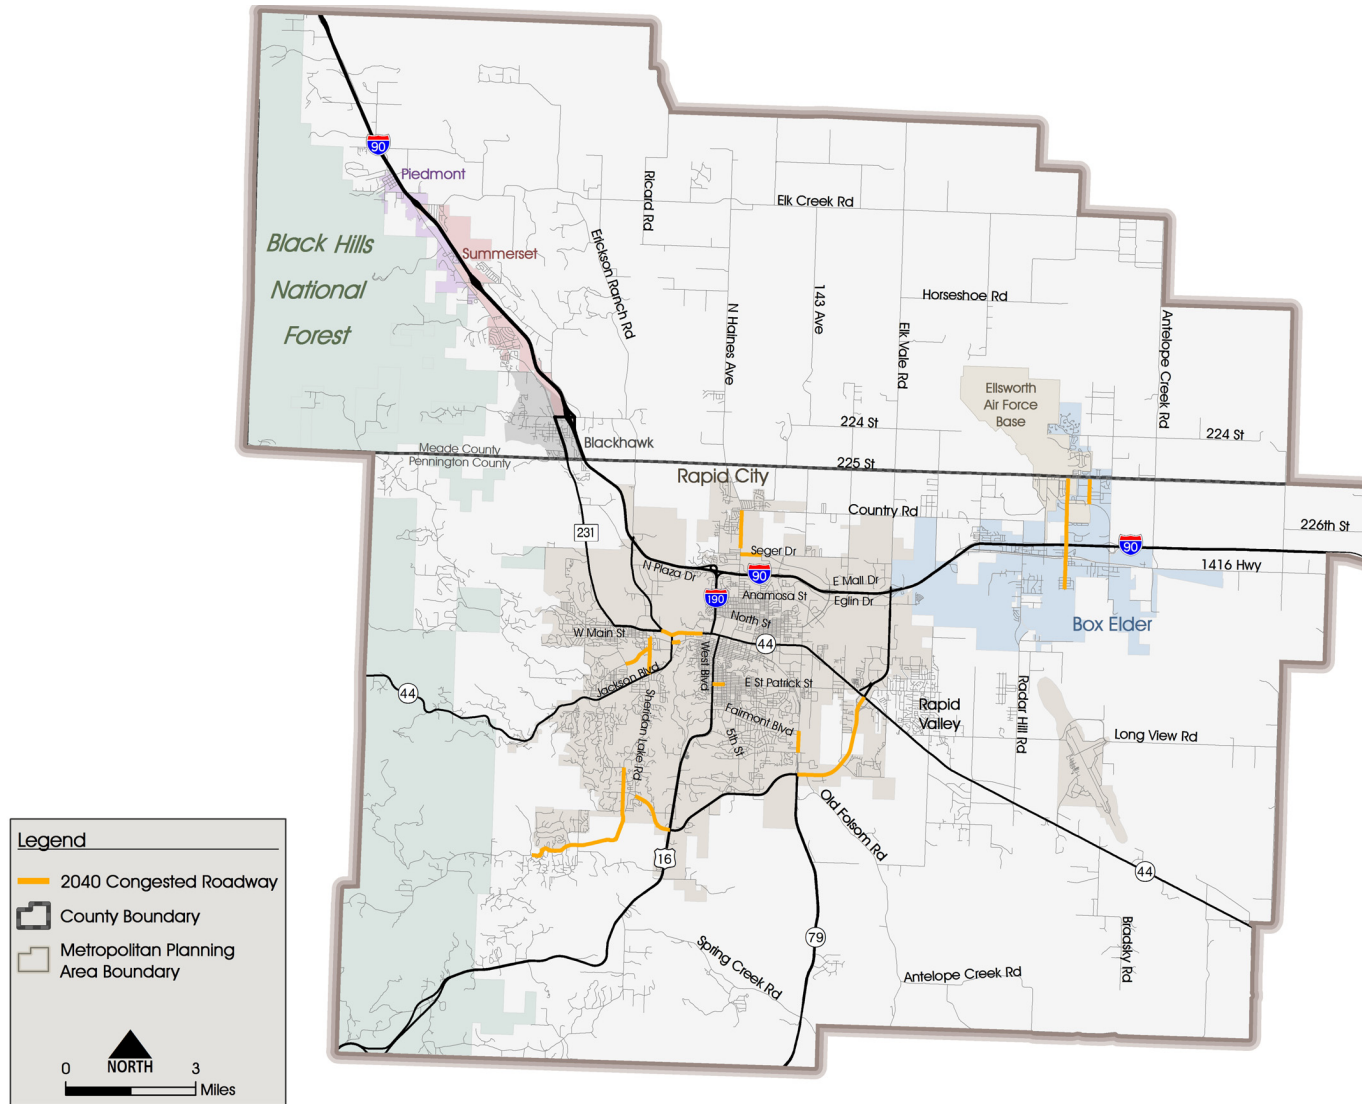 90
Piedmont
Black Hills
National
Forest
Summerset
Ricard Rd
Erickson Ranch Rd
Elk Creek Rd
N Haines Ave
143 Ave
Horseshoe Rd
Elk Vale Rd
Antelope Creek Rd
Ellsworth
Air Force
Base
224 St
224 St
Blackhawk
Meade County
Pennington County
225 St
Rapid City
Country Rd
226th St
231
Seger Dr
90
1416 Hwy
N Plaza Dr
90
E Mall Dr
190
Anamosa St
Eglin Dr
North St
W Main St
44
Box Elder
West Blvd
Jackson Blvd
E St Patrick St
44
Sheridan Lake Rd
Fairmont Blvd
5th St
Rapid
Valley
Radar Hill Rd
Long View Rd
Old Folsom Rd
16
44
79
Spring Creek Rd
Antelope Creek Rd
Bradsky Rd
Legend
2040 Congested Roadway
County Boundary
Metropolitan Planning
Area Boundary
NORTH
0 3
Miles